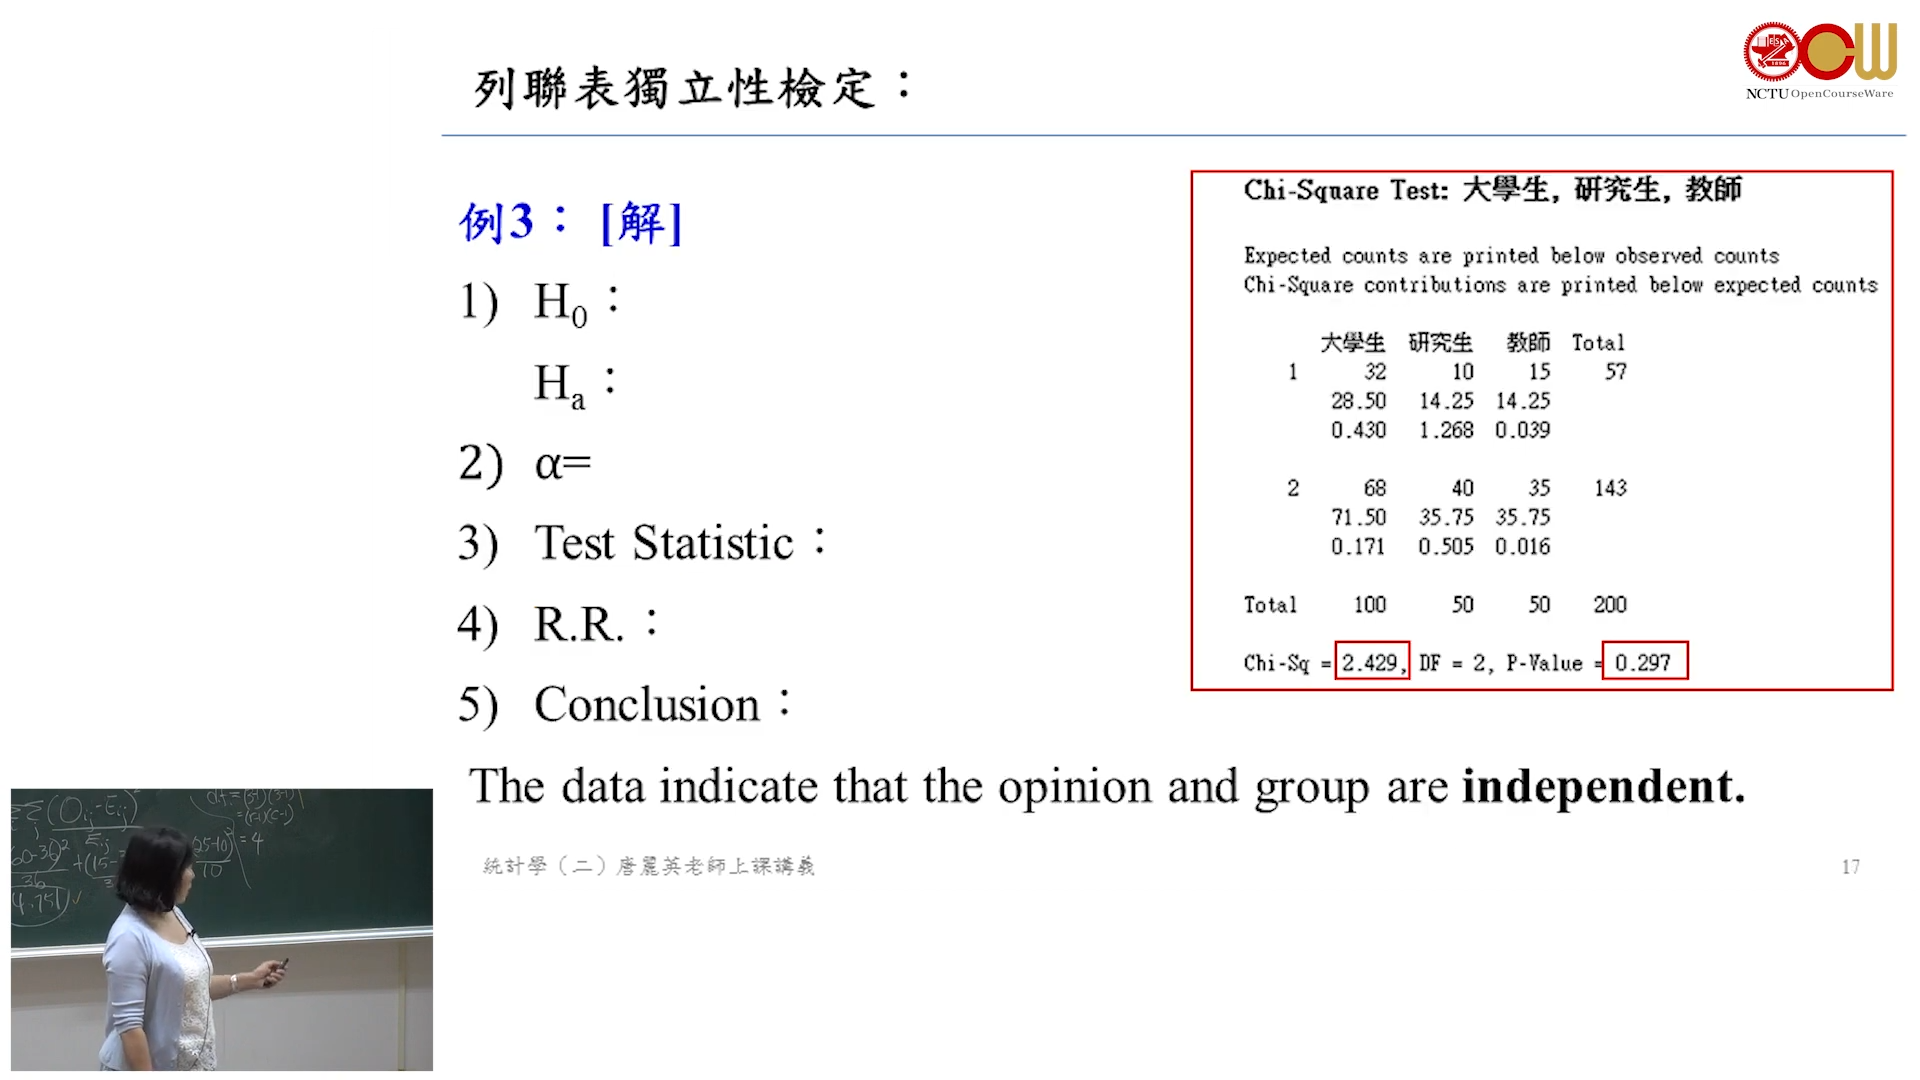 NCTU OpenCourseWare
列聯表獨立性檢定：
例3： [解]
1) H₀：
Hₐ：
2) α=
3) Test Statistic：
4) R.R.：
5) Conclusion：
The data indicate that the opinion and group are independent.
Chi-Square Test: 大學生, 研究生, 教師
Expected counts are printed below observed counts
Chi-Square contributions are printed below expected counts
大學生 研究生 教師 Total
1 32 10 15 57
28.50 14.25 14.25
0.430 1.268 0.039
2 68 40 35 143
71.50 35.75 35.75
0.171 0.505 0.016
Total 100 50 50 200
Chi-Sq = 2.429, DF = 2, P-Value = 0.297
統計學（二）唐麗英老師上課講義
17